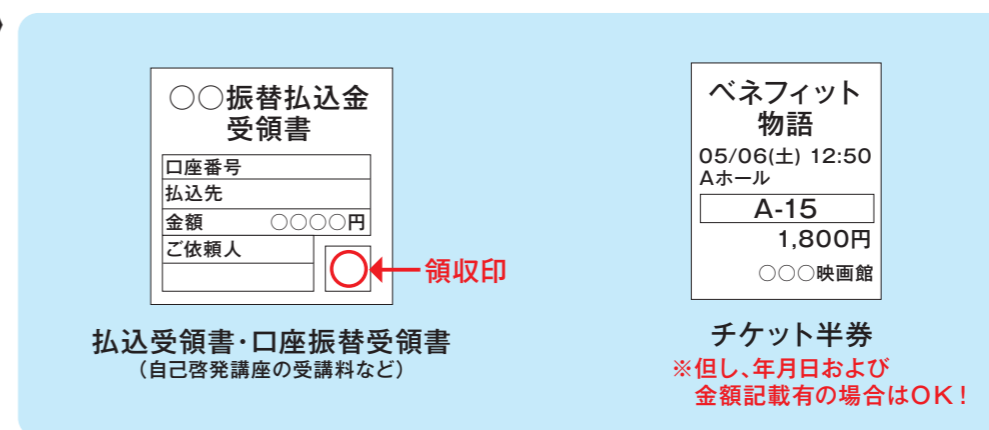 ○○振替払込金
受領書
口座番号
払込先
金額 ○○○○円
ご依頼人
領収印
払込受領書・口座振替受領書
（自己啓発講座の受講料など）
ベネフィット
物語
05/06(土) 12:50
Aホール
A-15
1,800円
○○○映画館
チケット半券
※但し、年月日および
金額記載有の場合はOK！